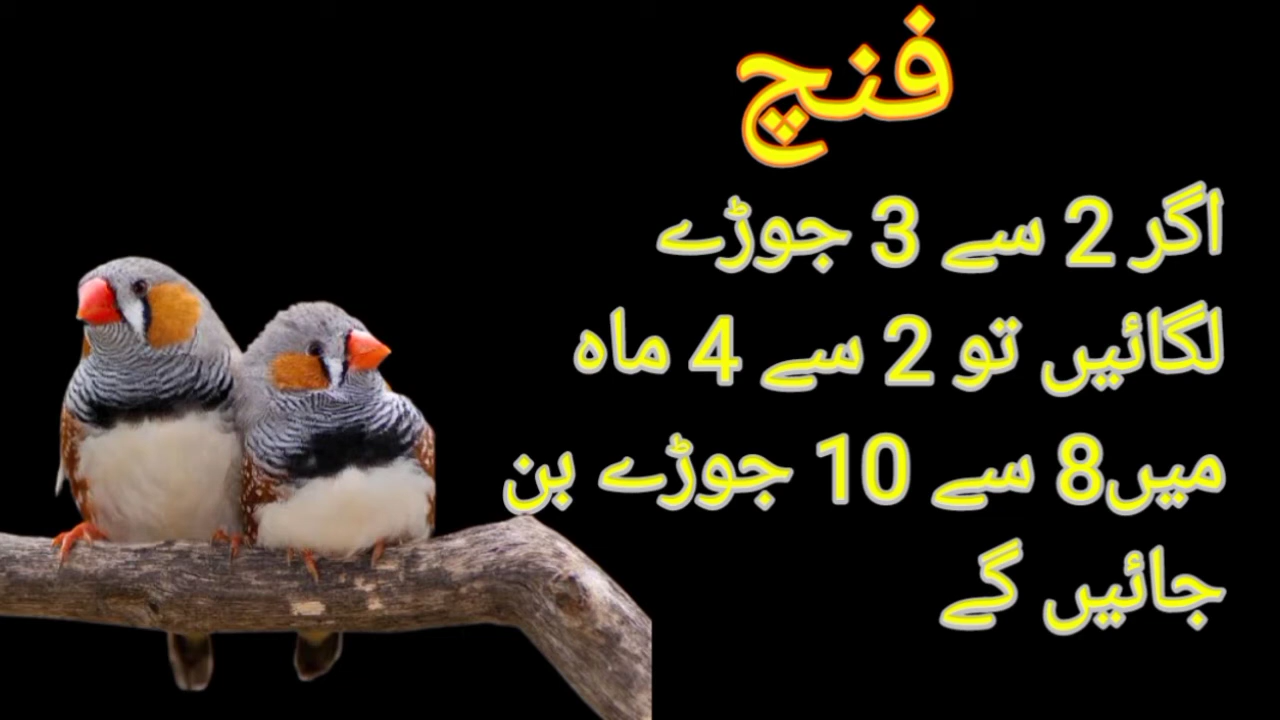 فنچ
اگر 2 سے 3 جوڑے
لگائیں تو 2 سے 4 ماہ
میں8 سے 10 جوڑے بن
جائیں گے